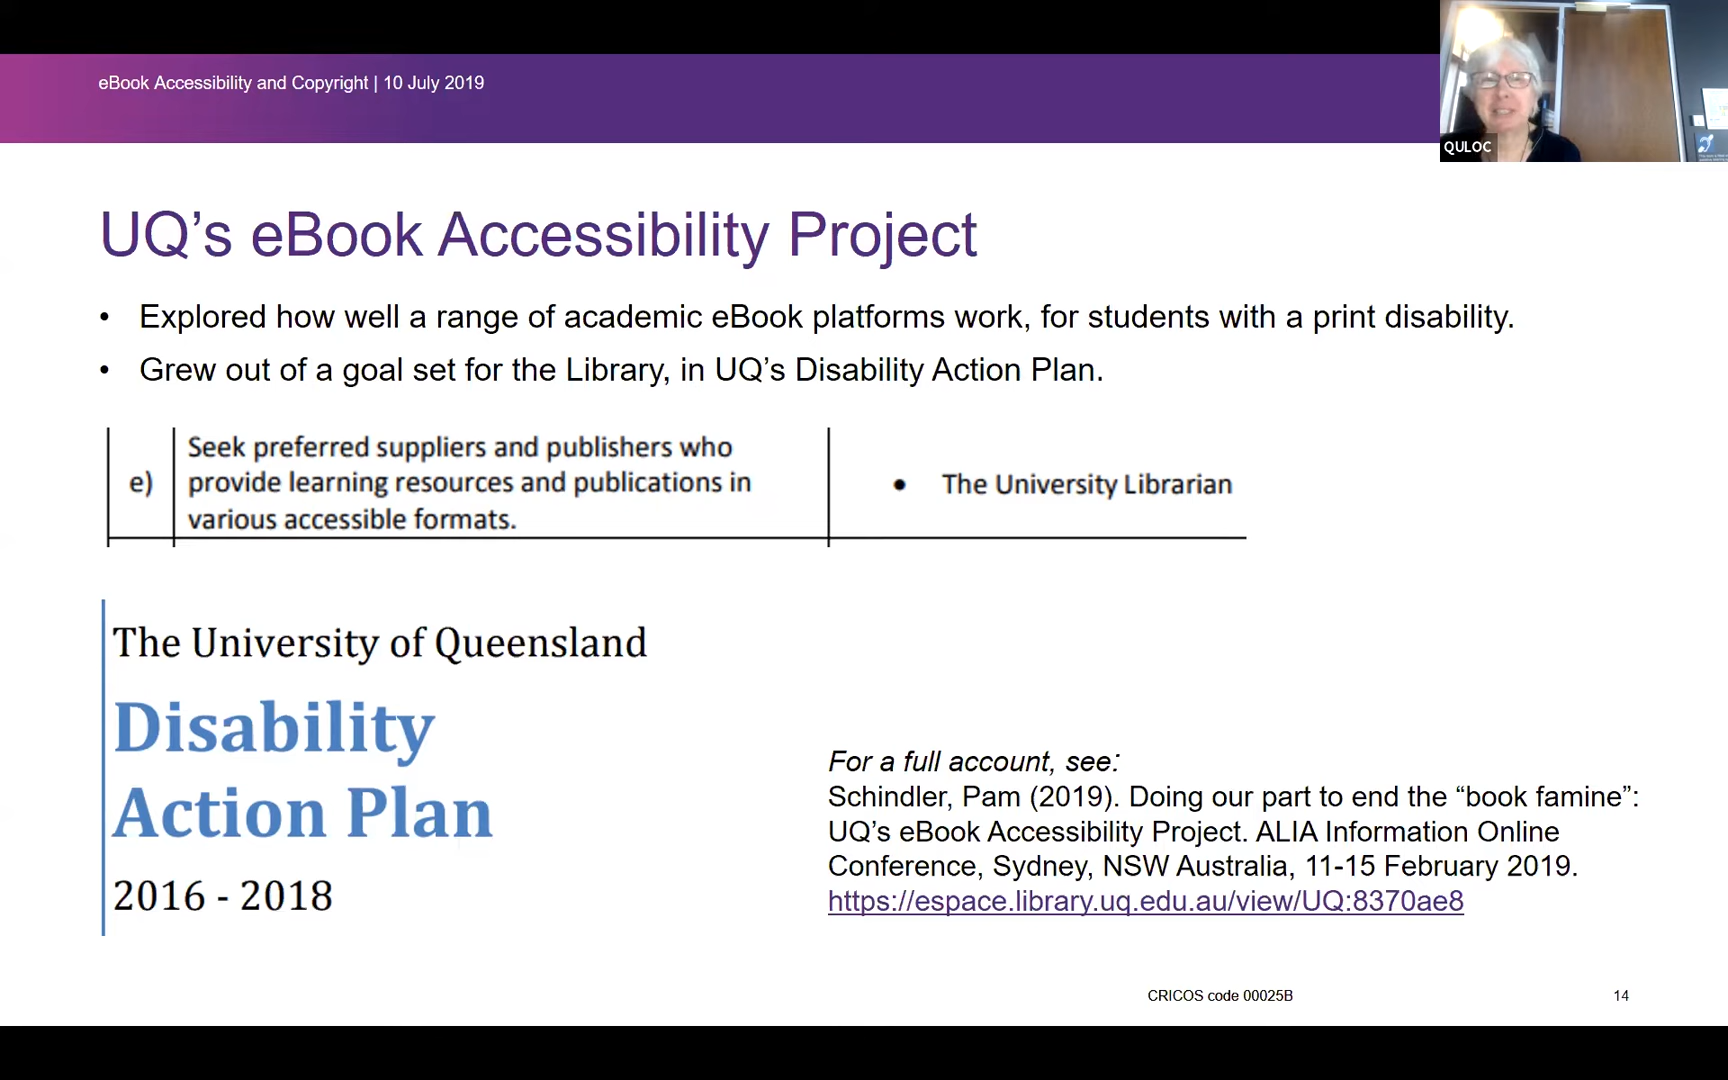 eBook Accessibility and Copyright | 10 July 2019
QULOC
UQ’s eBook Accessibility Project
• Explored how well a range of academic eBook platforms work, for students with a print disability.
• Grew out of a goal set for the Library, in UQ’s Disability Action Plan.
Seek preferred suppliers and publishers who
e) provide learning resources and publications in
various accessible formats.
• The University Librarian
The University of Queensland
Disability
Action Plan
2016 - 2018
For a full account, see:
Schindler, Pam (2019). Doing our part to end the “book famine”:
UQ’s eBook Accessibility Project. ALIA Information Online
Conference, Sydney, NSW Australia, 11-15 February 2019.
https://espace.library.uq.edu.au/view/UQ:8370ae8
CRICOS code 00025B
14